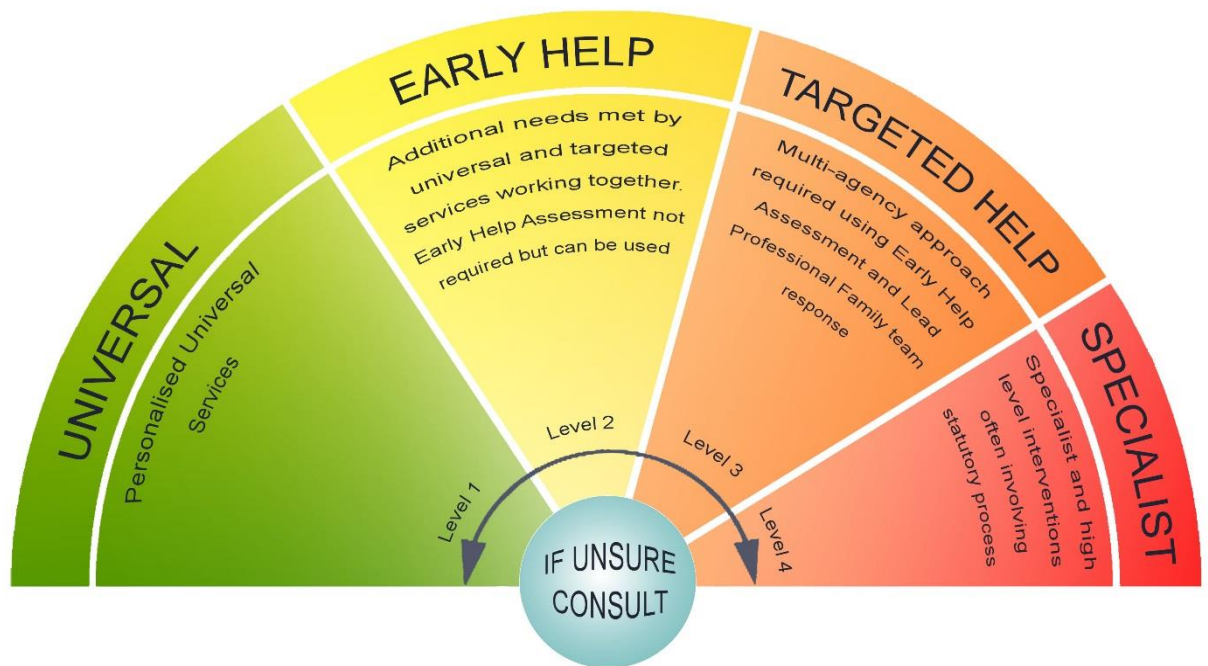 UNIVERSAL
Personalised Universal
Services
Level 1
EARLY HELP
Additional needs met by
universal and targeted
services working together.
Early Help Assessment not
required but can be used
Level 2
TARGETED HELP
Multi-agency approach
required using Early Help
Assessment and Lead
Professional Family team
response
Level 3
SPECIALIST
Specialist and high
level interventions
often involving
statutory process
Level 4
IF UNSURE
CONSULT